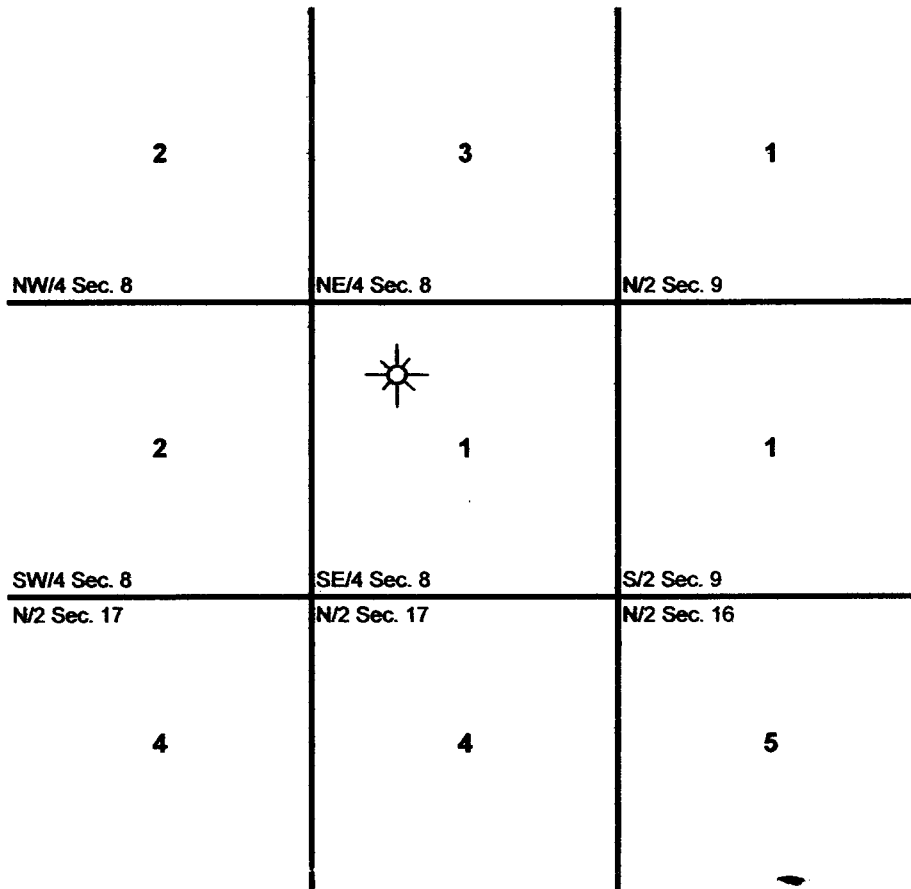 2 3 1
NW/4 Sec. 8 NE/4 Sec. 8 N/2 Sec. 9
2 1 1
SW/4 Sec. 8 SE/4 Sec. 8 S/2 Sec. 9
N/2 Sec. 17 N/2 Sec. 17 N/2 Sec. 16
4 4 5